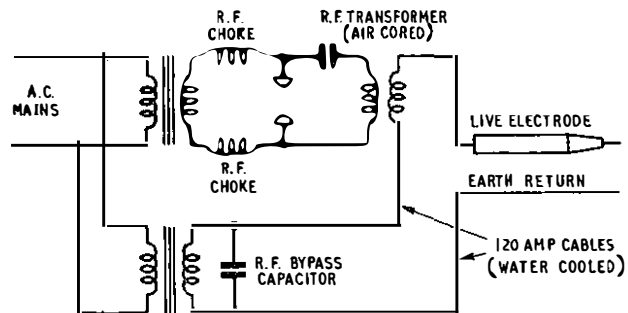 R.F.
CHOKE
R.F. TRANSFORMER
(AIR CORED)
A.C.
MAINS
LIVE ELECTRODE
R.F.
CHOKE
EARTH RETURN
R.F. BYPASS
CAPACITOR
120 AMP CABLES
(WATER COOLED)